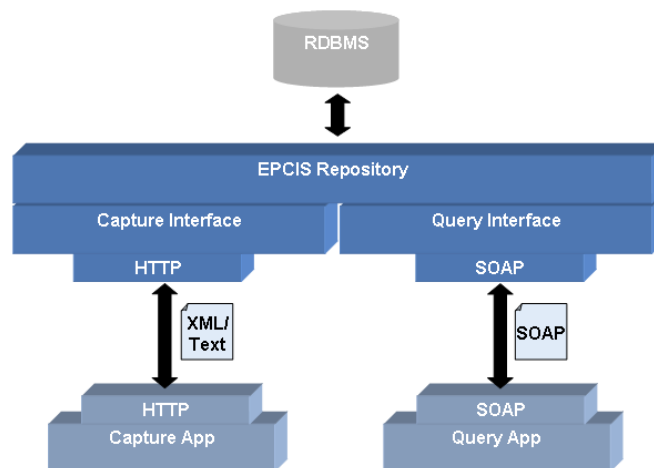 RDBMS
EPCIS Repository
Capture Interface
Query Interface
HTTP
SOAP
XML/
Text
SOAP
HTTP
SOAP
Capture App
Query App